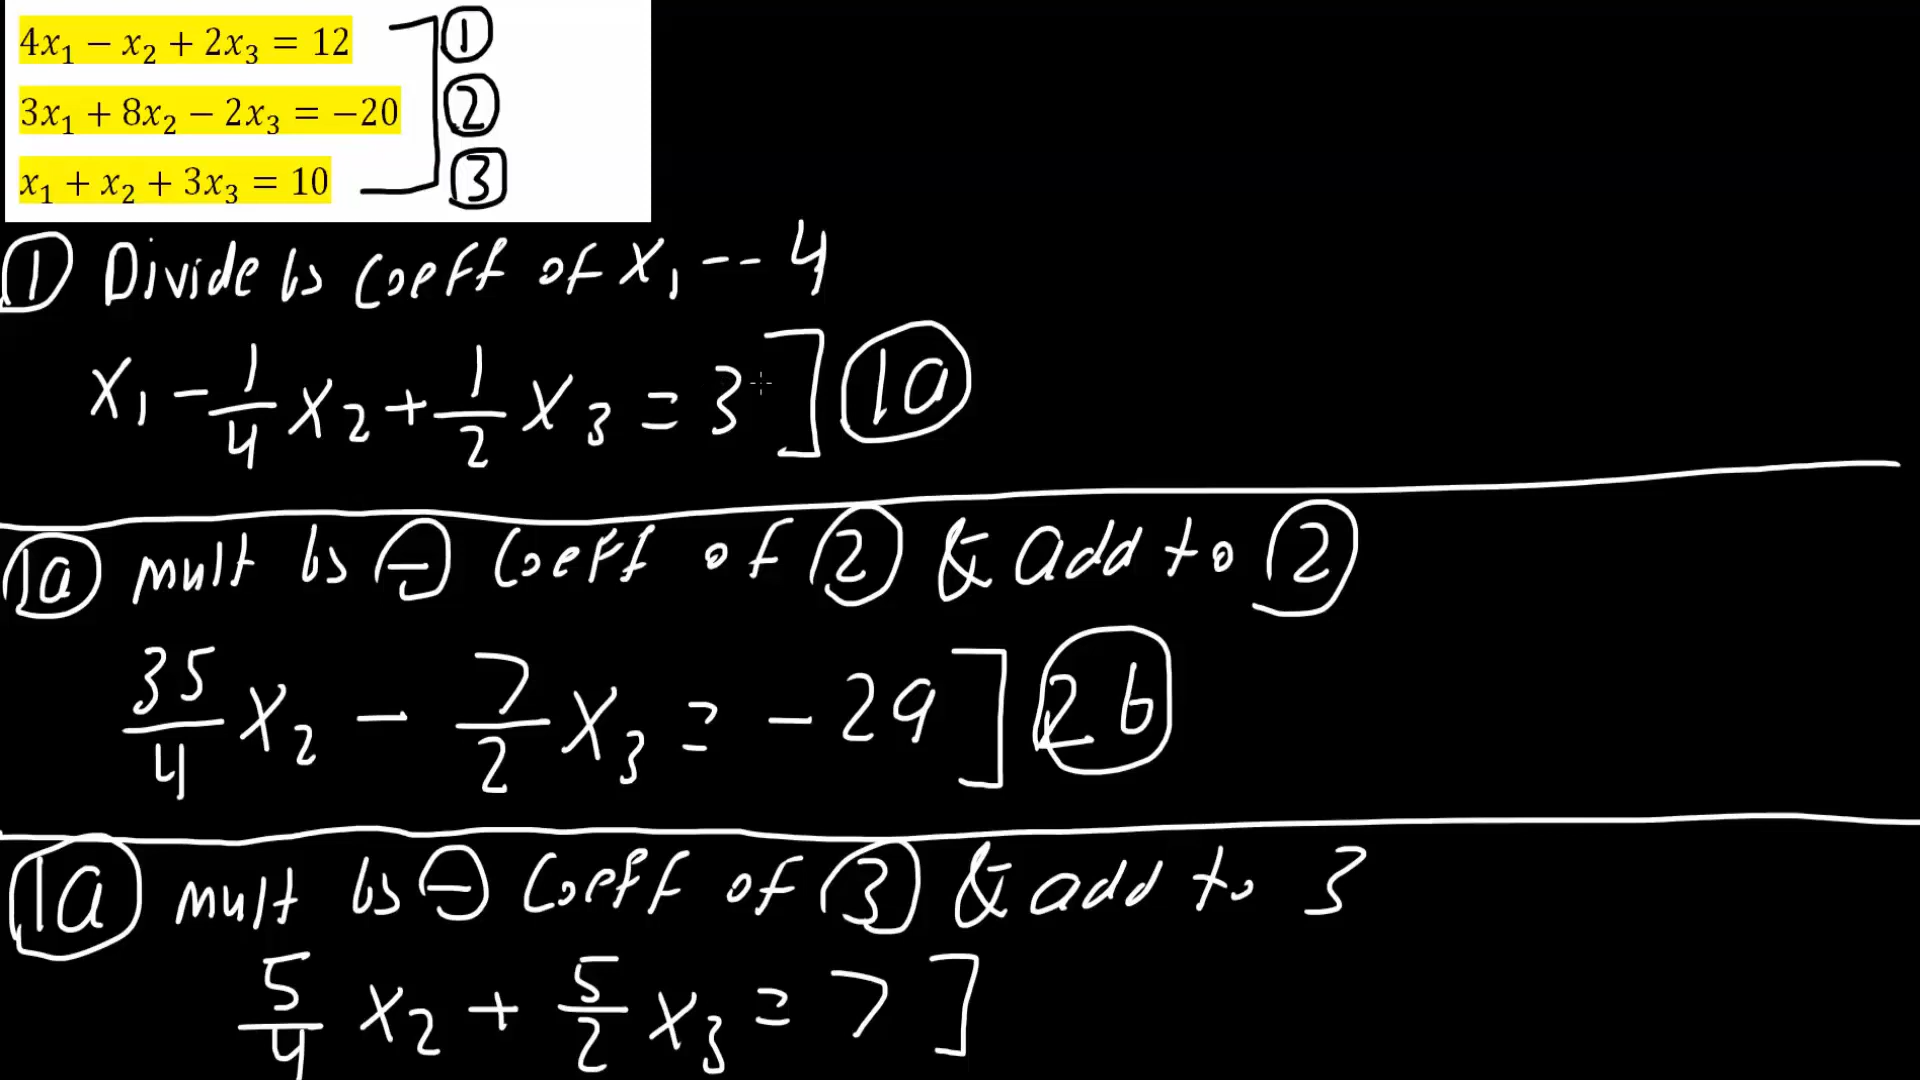 4x₁ − x₂ + 2x₃ = 12 ①
3x₁ + 8x₂ − 2x₃ = −20 ②
x₁ + x₂ + 3x₃ = 10 ③
① Divide by coeff of x₁ -- 4
x₁ − 1/4 x₂ + 1/2 x₃ = 3 ] 1a
1a mult by ⊖ coeff of ② & add to ②
35/4 x₂ − 7/2 x₃ = −29 ] 2b
1a mult by ⊖ coeff of ③ & add to 3
5/4 x₂ + 5/2 x₃ = 7 ]